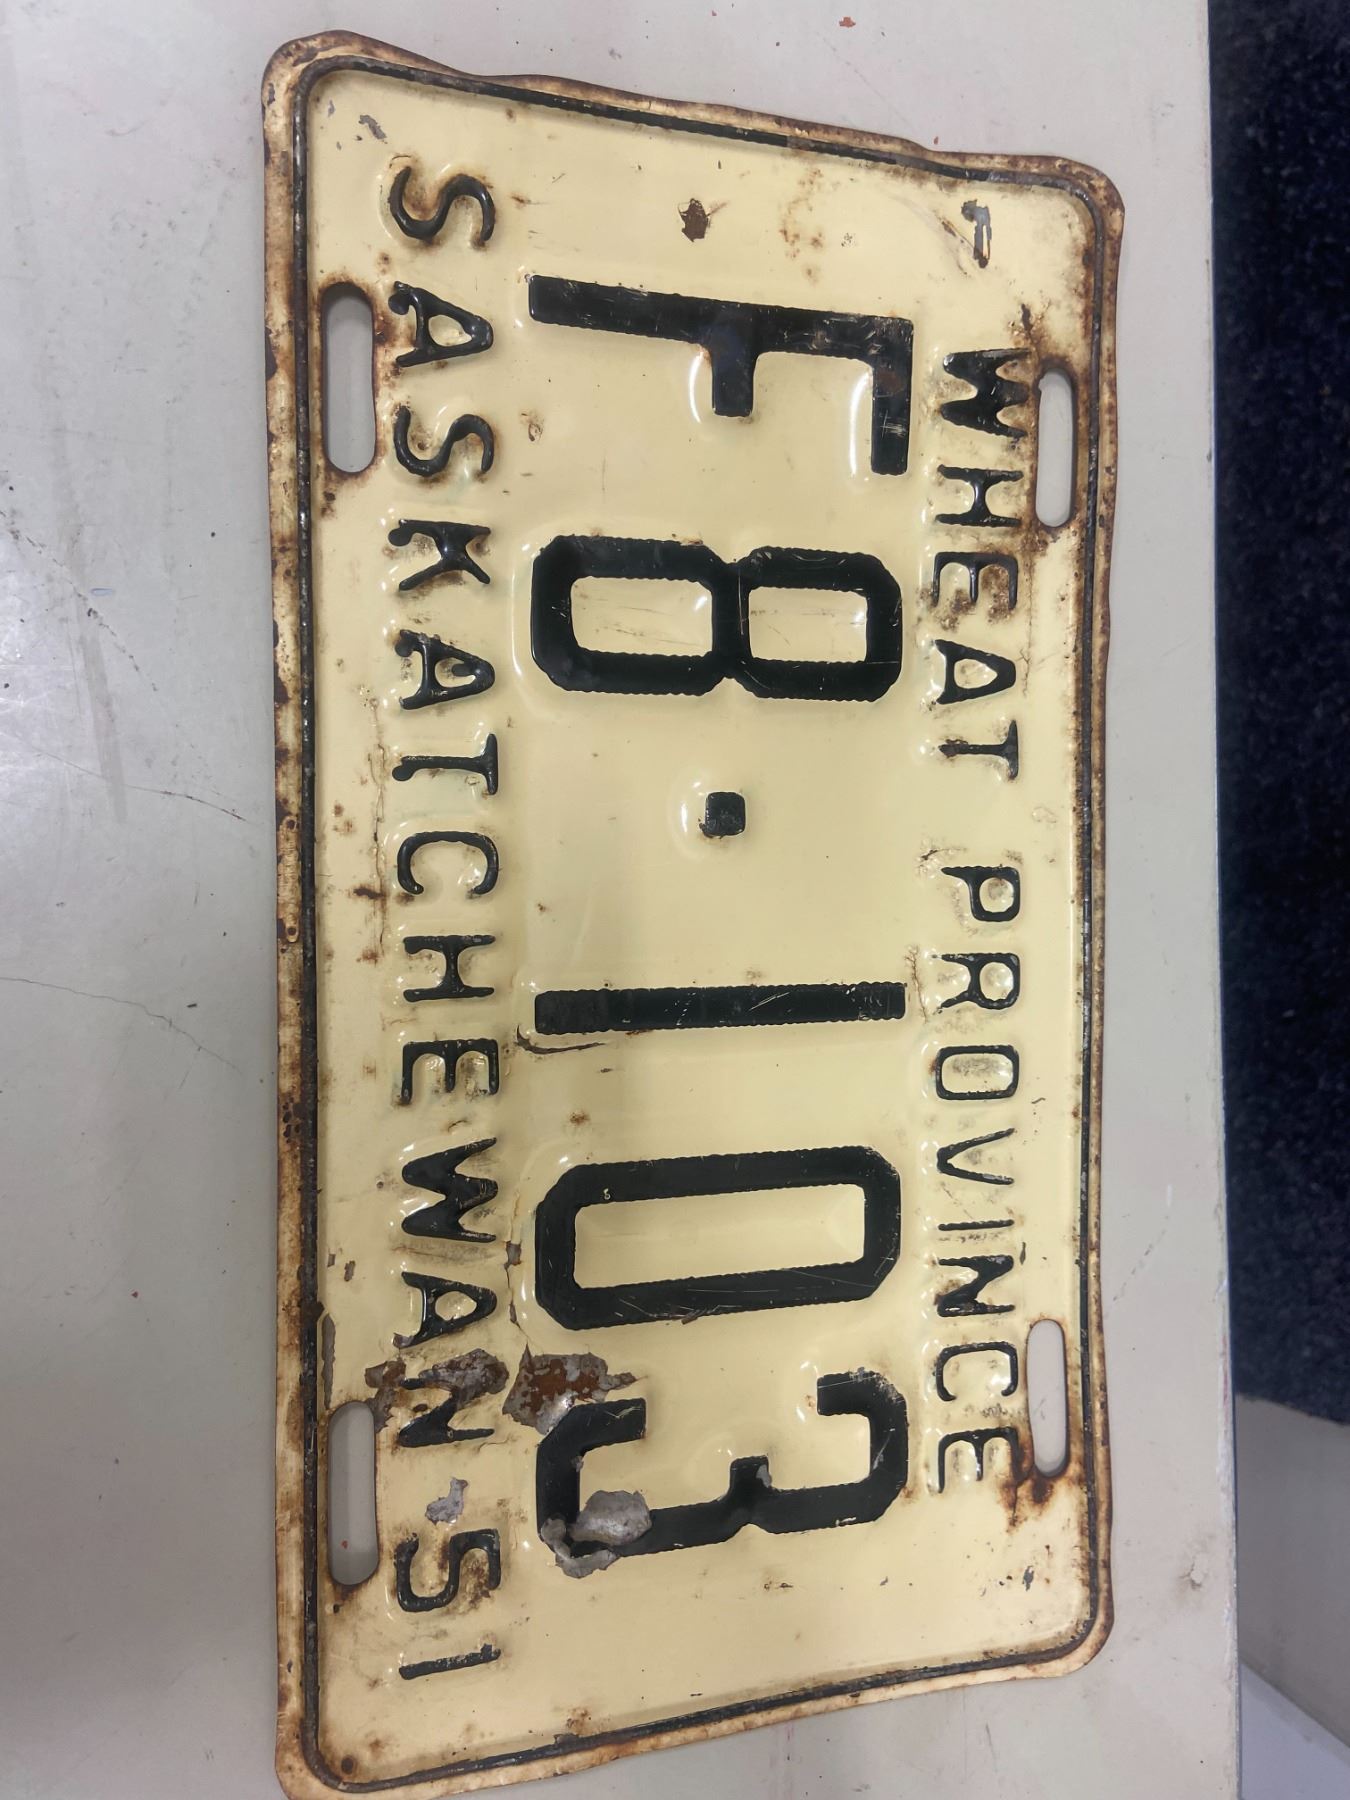 WHEAT PROVINCE
F8·103
SASKATCHEWAN 51